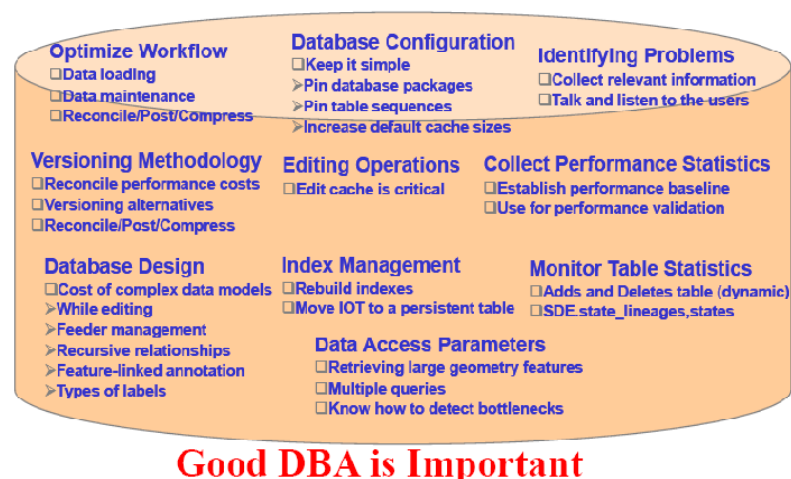 Optimize Workflow
❑Data loading
❑Data maintenance
❑Reconcile/Post/Compress
Database Configuration
❑Keep it simple
➢Pin database packages
➢Pin table sequences
➢Increase default cache sizes
Identifying Problems
❑Collect relevant information
❑Talk and listen to the users
Versioning Methodology
❑Reconcile performance costs
❑Versioning alternatives
❑Reconcile/Post/Compress
Editing Operations
❑Edit cache is critical
Collect Performance Statistics
❑Establish performance baseline
❑Use for performance validation
Database Design
❑Cost of complex data models
➢While editing
➢Feeder management
➢Recursive relationships
➢Feature-linked annotation
➢Types of labels
Index Management
❑Rebuild indexes
❑Move IOT to a persistent table
Monitor Table Statistics
❑Adds and Deletes table (dynamic)
❑SDE.state_lineages,states
Data Access Parameters
❑Retrieving large geometry features
❑Multiple queries
❑Know how to detect bottlenecks
Good DBA is Important